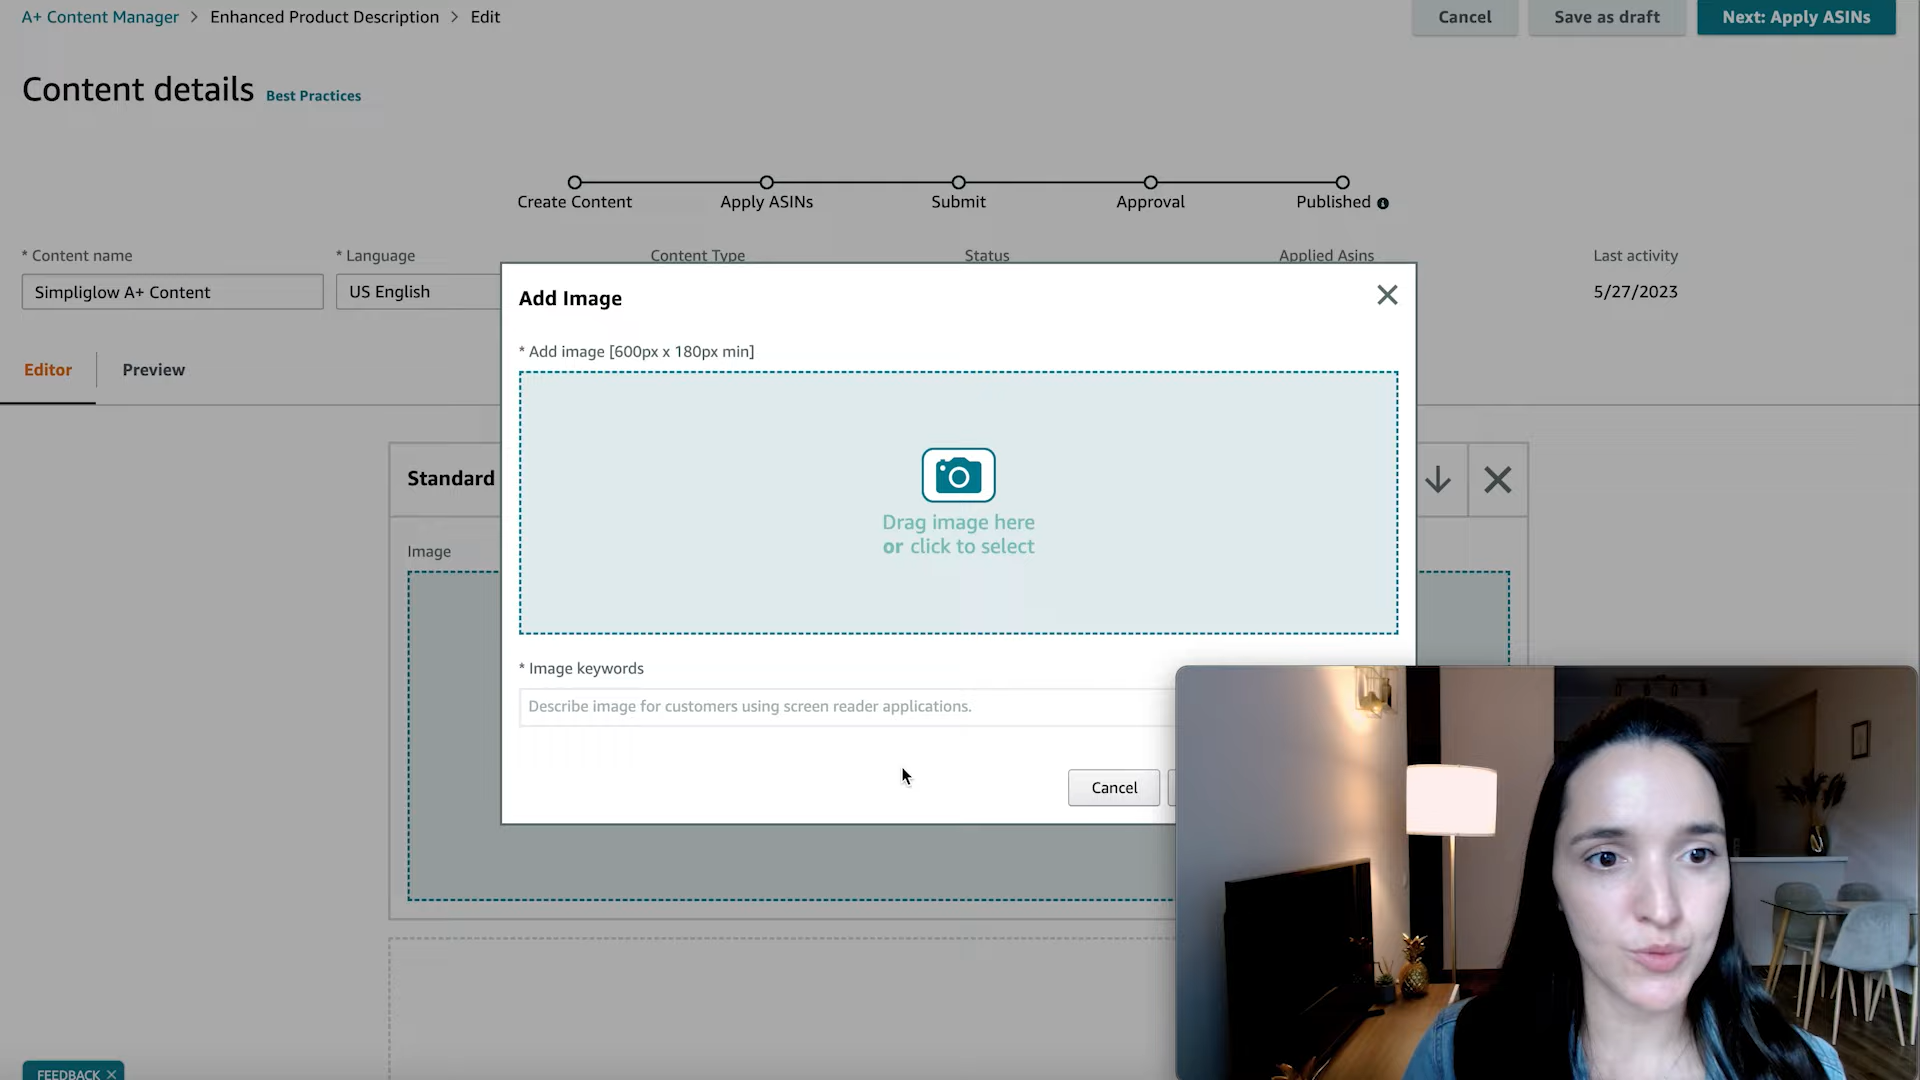 A+ Content Manager > Enhanced Product Description > Edit
Cancel
Save as draft
Next: Apply ASINs
Content details
Best Practices
Create Content
Apply ASINs
Submit
Approval
Published
* Content name
* Language
Content Type
Status
Applied Asins
Last activity
Simpliglow A+ Content
US English
5/27/2023
Add Image
* Add image [600px x 180px min]
Editor
Preview
Standard
Image
Drag image here
or click to select
* Image keywords
Describe image for customers using screen reader applications.
Cancel
FEEDBACK